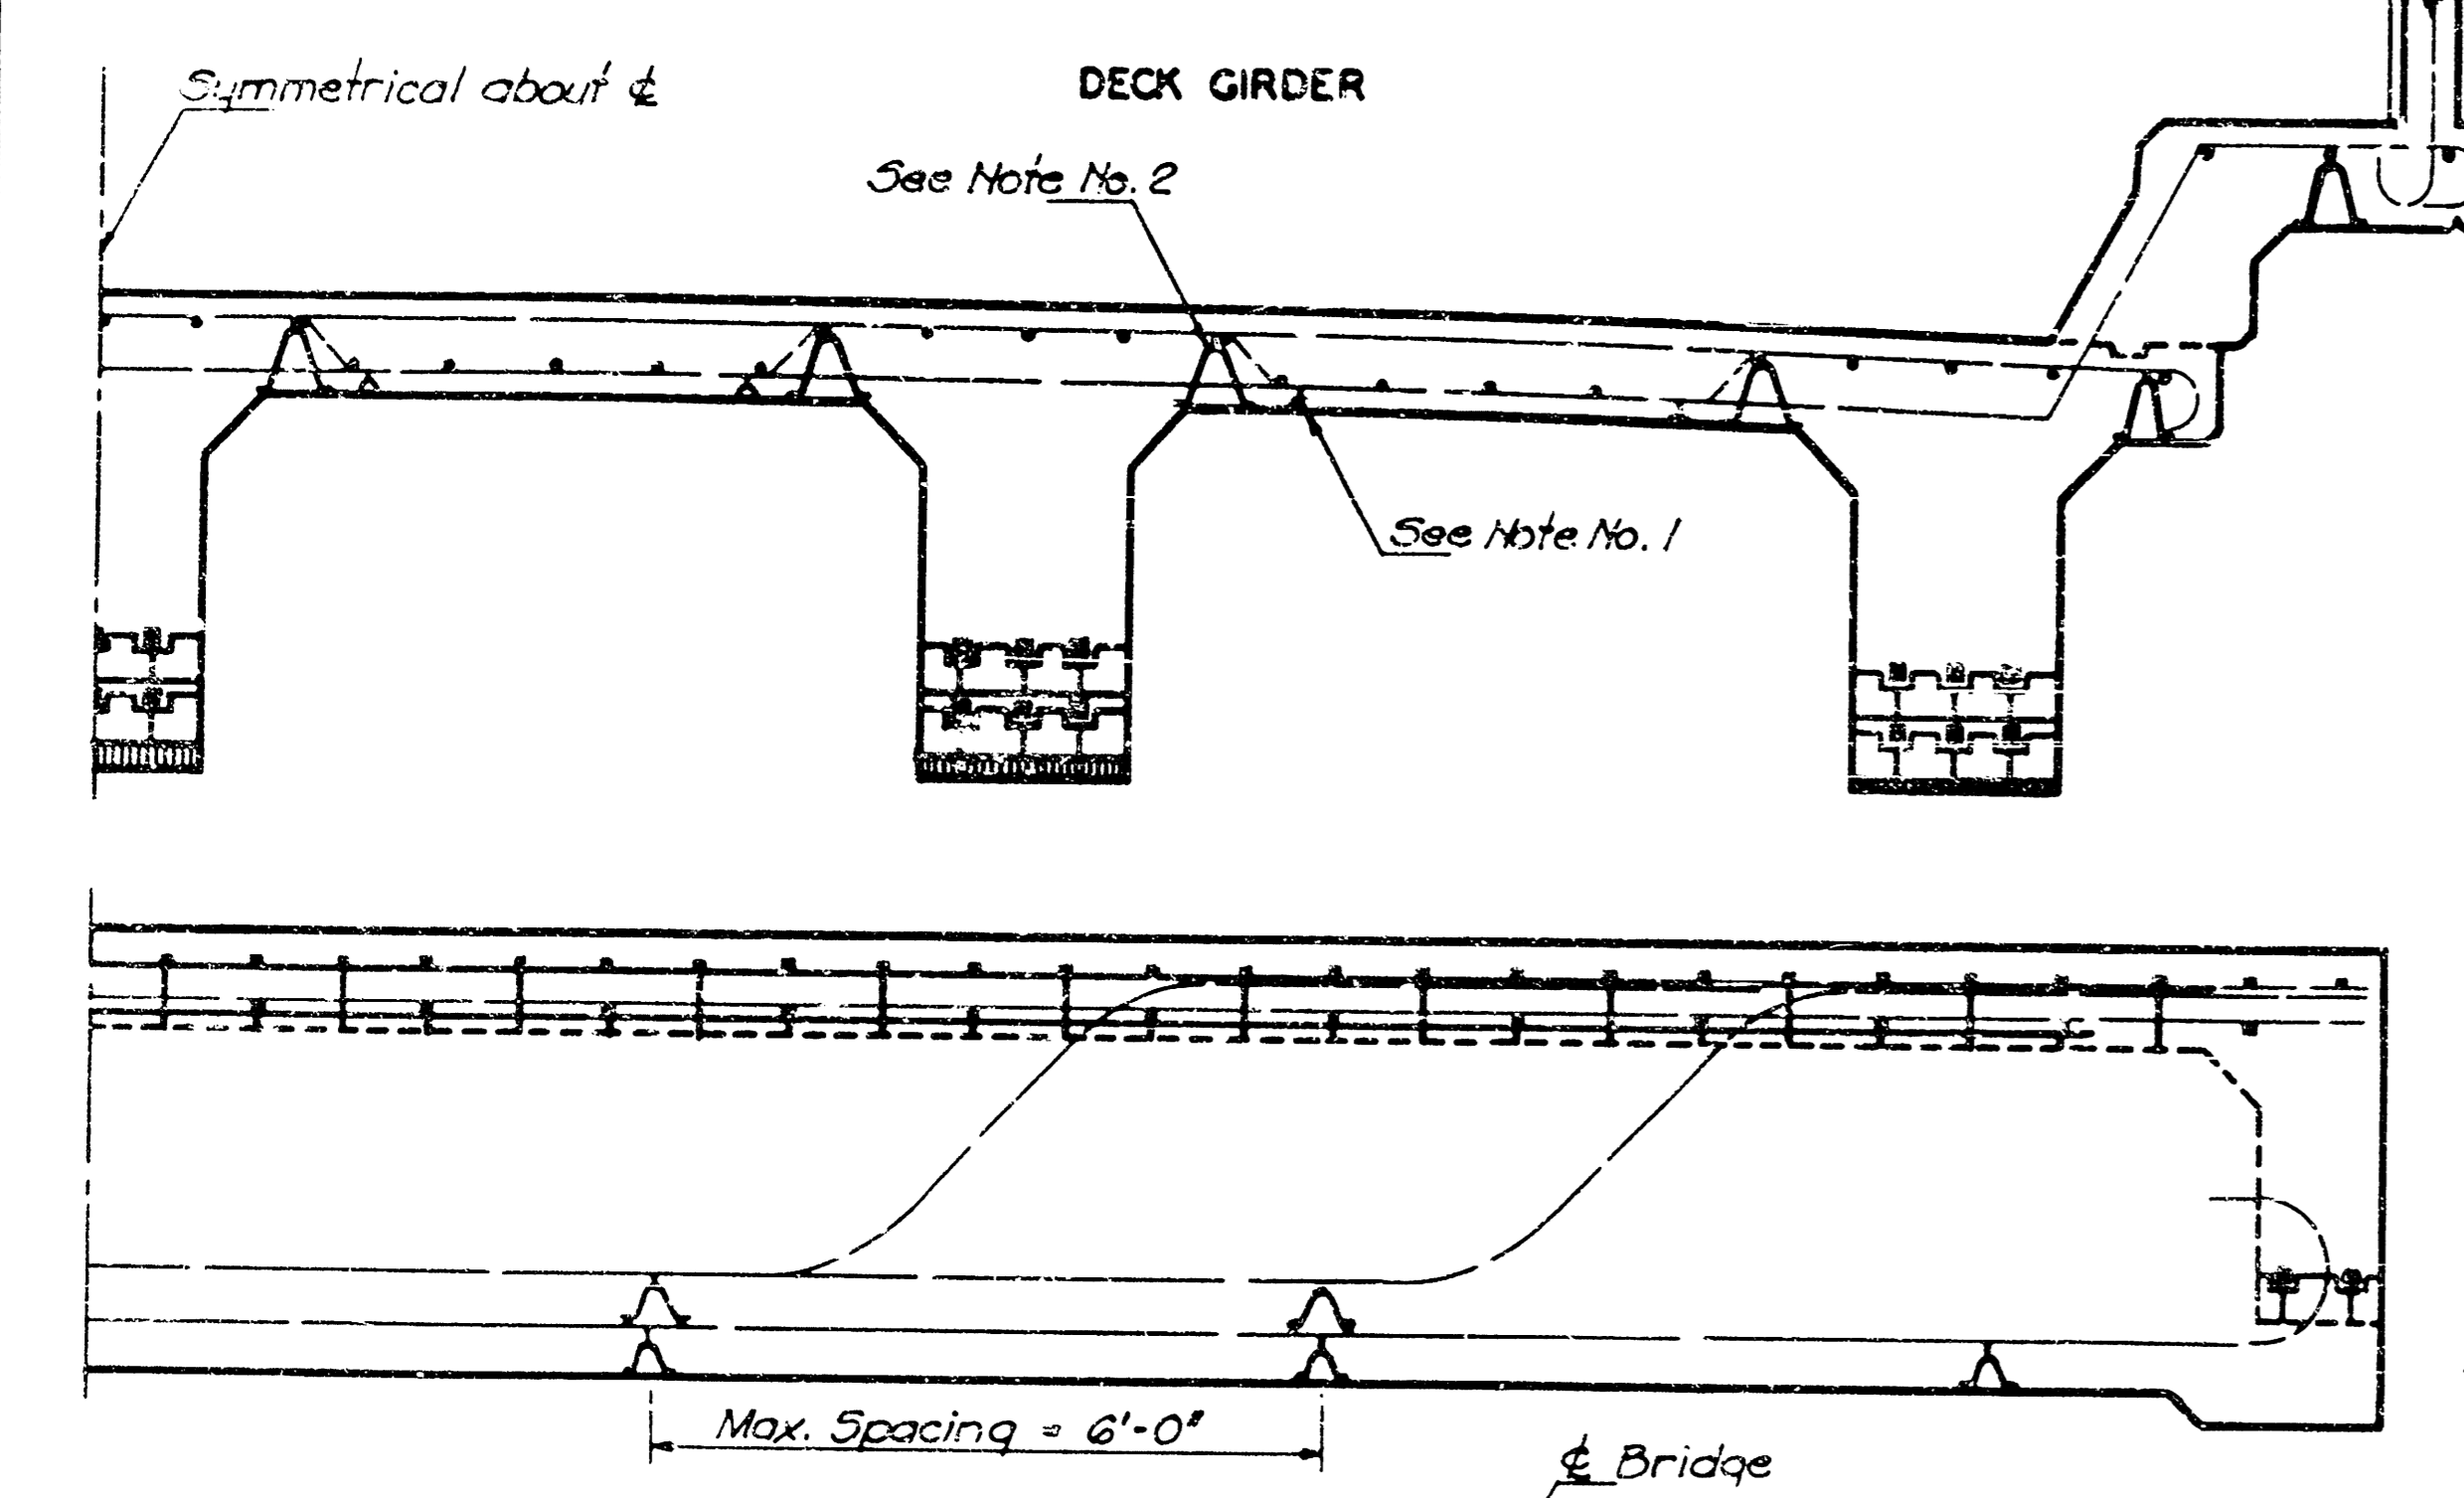 Symmetrical about ℄
DECK GIRDER
See Note No. 2
See Note No. 1
Max. Spacing = 6'-0"
℄ Bridge